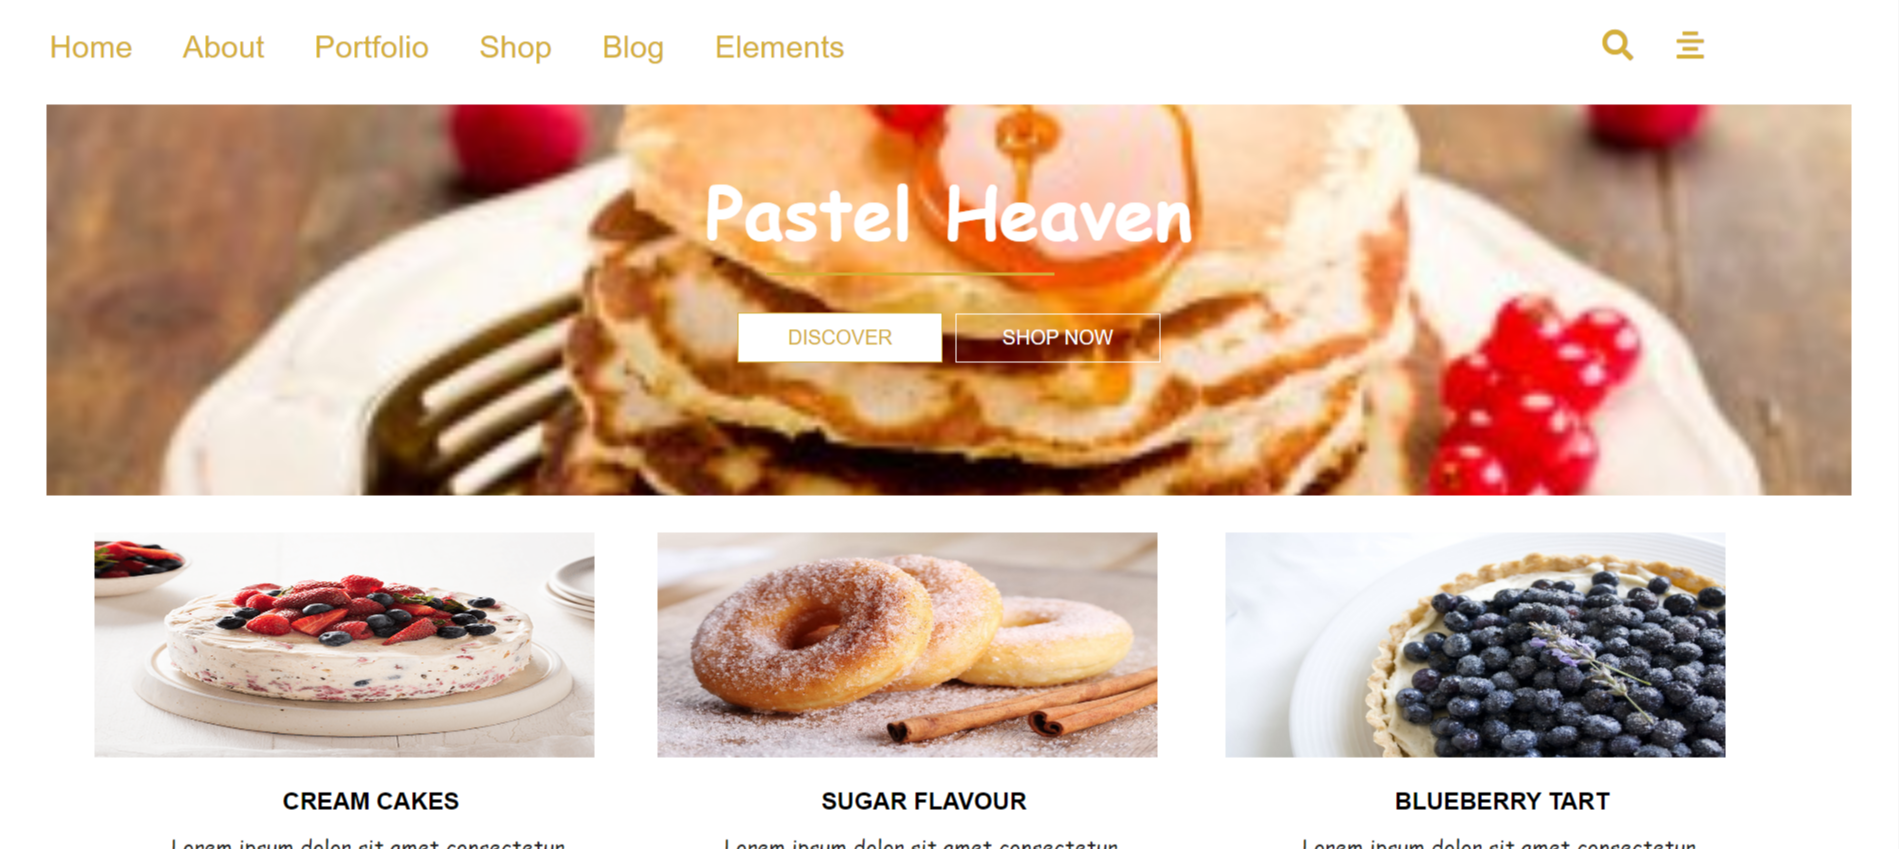 Home About Portfolio Shop Blog Elements
Pastel Heaven
DISCOVER SHOP NOW
CREAM CAKES SUGAR FLAVOUR BLUEBERRY TART
Lorem ipsum dolor sit amet consectetur Lorem ipsum dolor sit amet consectetur Lorem ipsum dolor sit amet consectetur